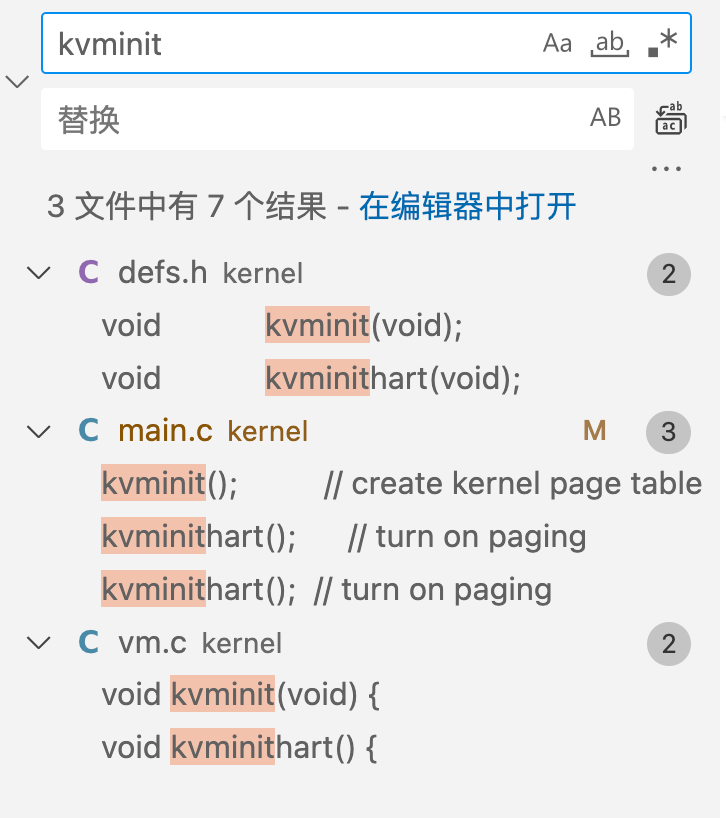 kvminit Aa ab .*
替换 AB ab ac
...
3 文件中有 7 个结果 - 在编辑器中打开
C defs.h kernel 2
void kvminit(void);
void kvminithart(void);
C main.c kernel M 3
kvminit(); // create kernel page table
kvminithart(); // turn on paging
kvminithart(); // turn on paging
C vm.c kernel 2
void kvminit(void) {
void kvminithart() {